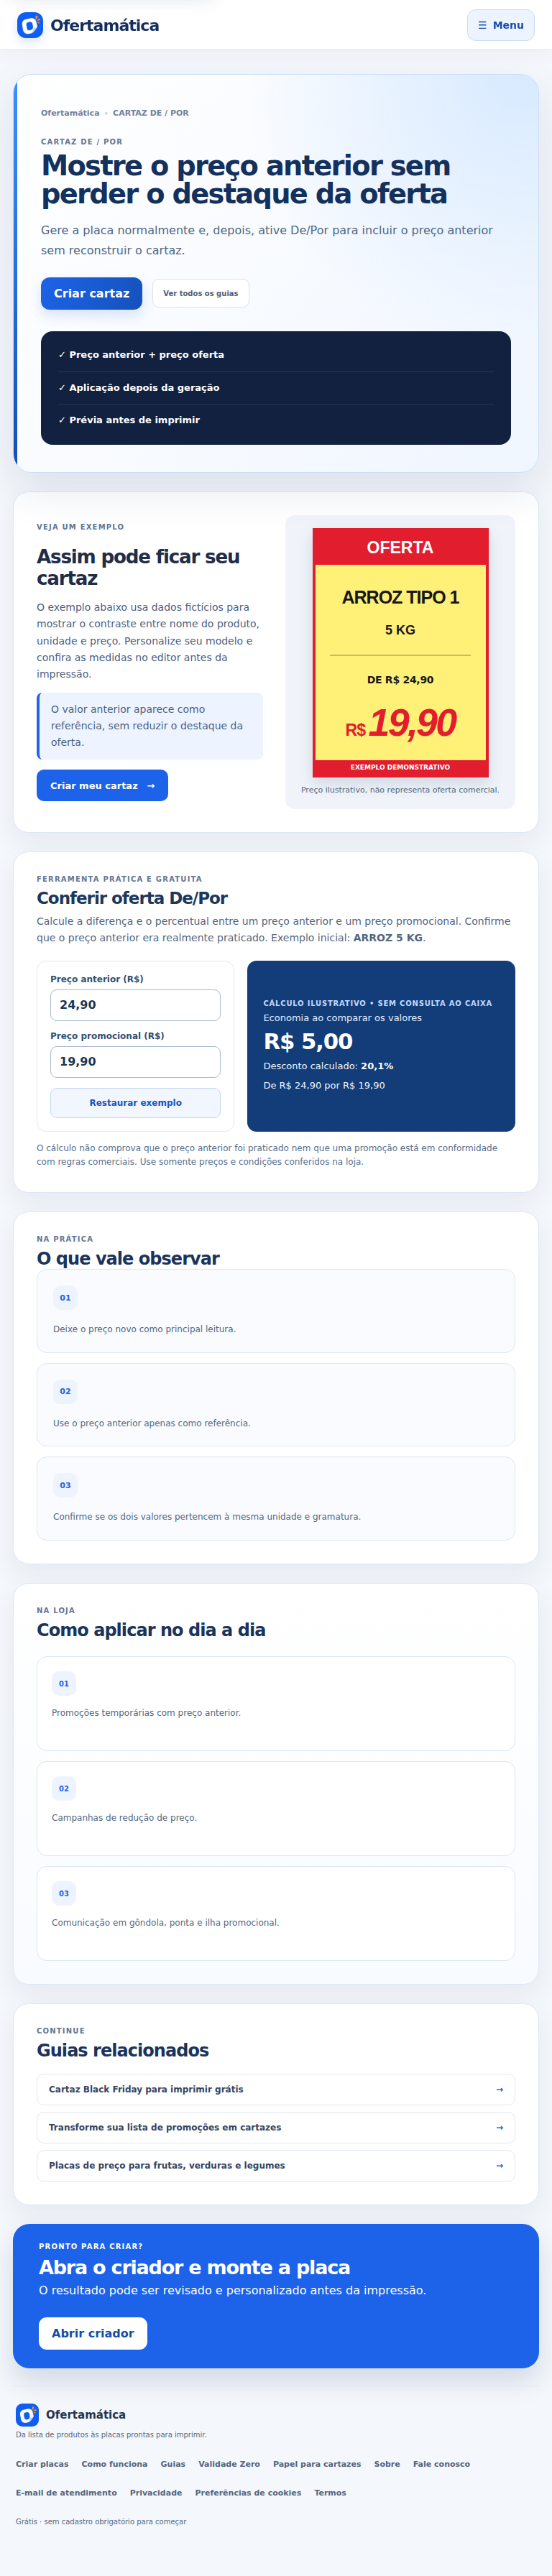 Ofertamática
☰ Menu
Ofertamática › CARTAZ DE / POR
CARTAZ DE / POR
Mostre o preço anterior sem
perder o destaque da oferta
Gere a placa normalmente e, depois, ative De/Por para incluir o preço anterior
sem reconstruir o cartaz.
Criar cartaz
Ver todos os guias
✓ Preço anterior + preço oferta
✓ Aplicação depois da geração
✓ Prévia antes de imprimir
VEJA UM EXEMPLO
Assim pode ficar seu
cartaz
O exemplo abaixo usa dados fictícios para
mostrar o contraste entre nome do produto,
unidade e preço. Personalize seu modelo e
confira as medidas no editor antes da
impressão.
O valor anterior aparece como
referência, sem reduzir o destaque da
oferta.
Criar meu cartaz →
OFERTA
ARROZ TIPO 1
5 KG
DE R$ 24,90
R$ 19,90
EXEMPLO DEMONSTRATIVO
Preço ilustrativo, não representa oferta comercial.
FERRAMENTA PRÁTICA E GRATUITA
Conferir oferta De/Por
Calcule a diferença e o percentual entre um preço anterior e um preço promocional. Confirme
que o preço anterior era realmente praticado. Exemplo inicial: ARROZ 5 KG.
Preço anterior (R$)
24,90
Preço promocional (R$)
19,90
Restaurar exemplo
CÁLCULO ILUSTRATIVO • SEM CONSULTA AO CAIXA
Economia ao comparar os valores
R$ 5,00
Desconto calculado: 20,1%
De R$ 24,90 por R$ 19,90
O cálculo não comprova que o preço anterior foi praticado nem que uma promoção está em conformidade
com regras comerciais. Use somente preços e condições conferidos na loja.
NA PRÁTICA
O que vale observar
01
Deixe o preço novo como principal leitura.
02
Use o preço anterior apenas como referência.
03
Confirme se os dois valores pertencem à mesma unidade e gramatura.
NA LOJA
Como aplicar no dia a dia
01
Promoções temporárias com preço anterior.
02
Campanhas de redução de preço.
03
Comunicação em gôndola, ponta e ilha promocional.
CONTINUE
Guias relacionados
Cartaz Black Friday para imprimir grátis →
Transforme sua lista de promoções em cartazes →
Placas de preço para frutas, verduras e legumes →
PRONTO PARA CRIAR?
Abra o criador e monte a placa
O resultado pode ser revisado e personalizado antes da impressão.
Abrir criador
Ofertamática
Da lista de produtos às placas prontas para imprimir.
Criar placas Como funciona Guias Validade Zero Papel para cartazes Sobre Fale conosco
E-mail de atendimento Privacidade Preferências de cookies Termos
Grátis · sem cadastro obrigatório para começar